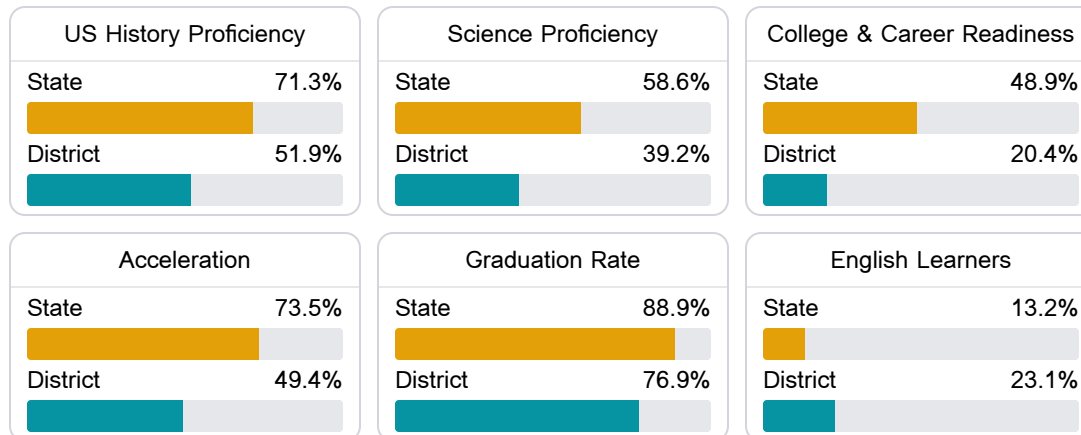 US History Proficiency
State 71.3%
District 51.9%
Science Proficiency
State 58.6%
District 39.2%
College & Career Readiness
State 48.9%
District 20.4%
Acceleration
State 73.5%
District 49.4%
Graduation Rate
State 88.9%
District 76.9%
English Learners
State 13.2%
District 23.1%